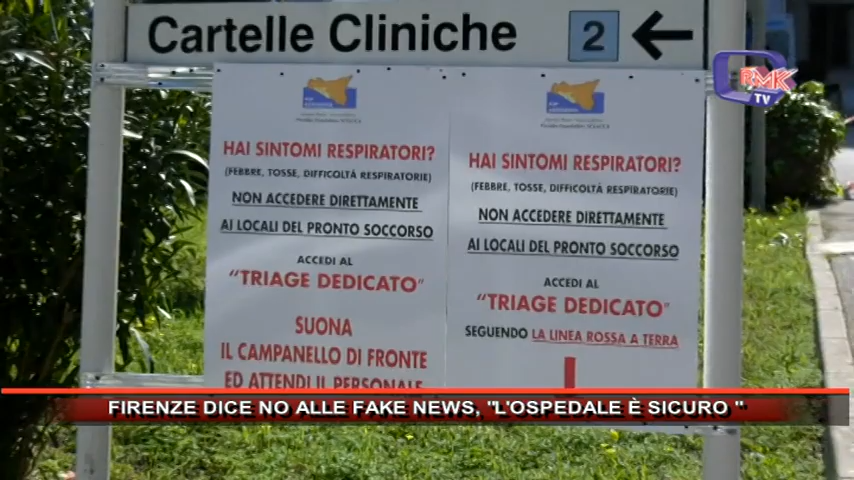 Cartelle Cliniche 2
RMK
TV
HAI SINTOMI RESPIRATORI?
(FEBBRE, TOSSE, DIFFICOLTÀ RESPIRATORIE)
NON ACCEDERE DIRETTAMENTE
AI LOCALI DEL PRONTO SOCCORSO
ACCEDI AL
"TRIAGE DEDICATO"
SUONA
IL CAMPANELLO DI FRONTE
ED ATTENDI IL PERSONALE
HAI SINTOMI RESPIRATORI?
(FEBBRE, TOSSE, DIFFICOLTÀ RESPIRATORIE)
NON ACCEDERE DIRETTAMENTE
AI LOCALI DEL PRONTO SOCCORSO
ACCEDI AL
"TRIAGE DEDICATO"
SEGUENDO LA LINEA ROSSA A TERRA
FIRENZE DICE NO ALLE FAKE NEWS, "L'OSPEDALE È SICURO "